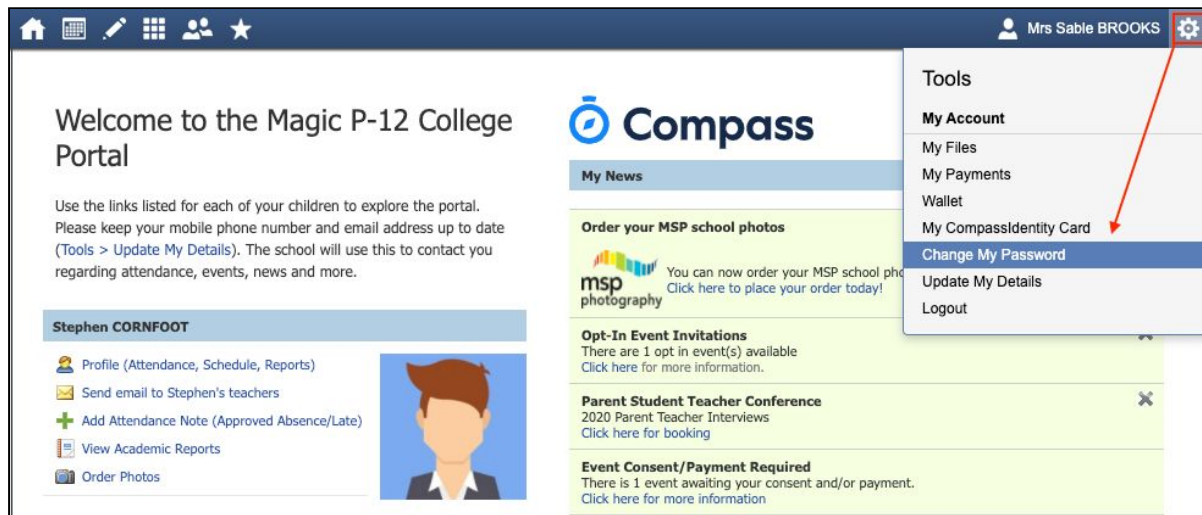 Mrs Sable BROOKS
Tools
My Account
My Files
My Payments
Wallet
My CompassIdentity Card
Change My Password
Update My Details
Logout
Welcome to the Magic P-12 College
Portal
Use the links listed for each of your children to explore the portal.
Please keep your mobile phone number and email address up to date
(Tools > Update My Details). The school will use this to contact you
regarding attendance, events, news and more.
Stephen CORNFOOT
Profile (Attendance, Schedule, Reports)
Send email to Stephen's teachers
Add Attendance Note (Approved Absence/Late)
View Academic Reports
Order Photos
Compass
My News
Order your MSP school photos
msp
photography
You can now order your MSP school pho
Click here to place your order today!
Opt-In Event Invitations
There are 1 opt in event(s) available
Click here for more information.
Parent Student Teacher Conference
2020 Parent Teacher Interviews
Click here for booking
Event Consent/Payment Required
There is 1 event awaiting your consent and/or payment.
Click here for more information